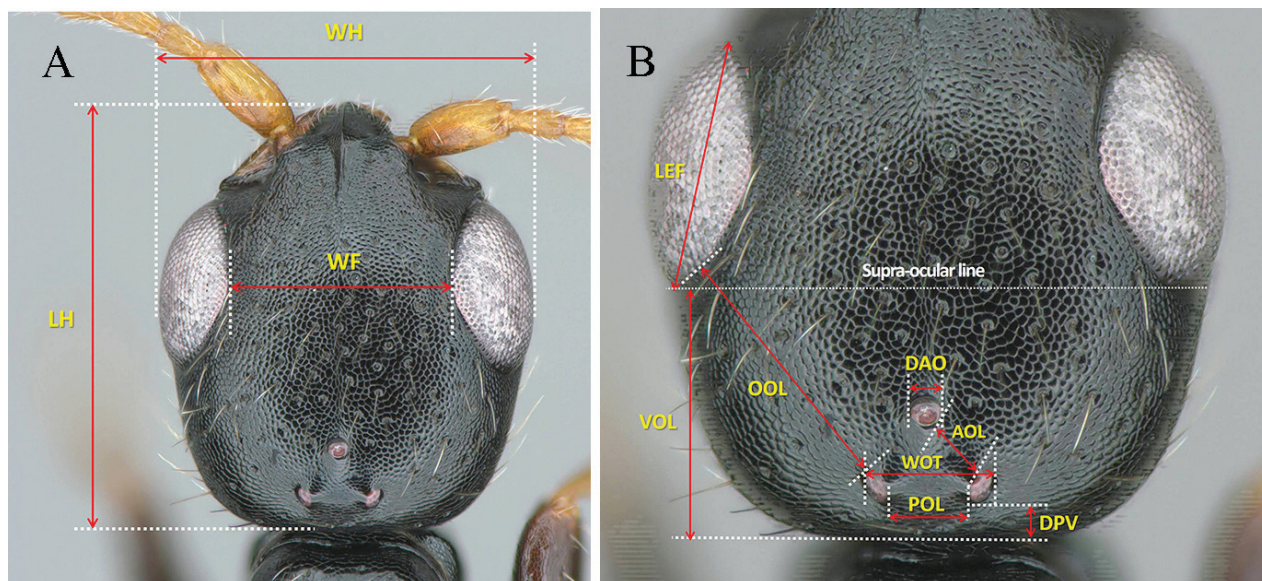 A
WH
WF
LH
B
LEF
Supra-ocular line
DAO
OOL
VOL
AOL
WOT
POL
DPV